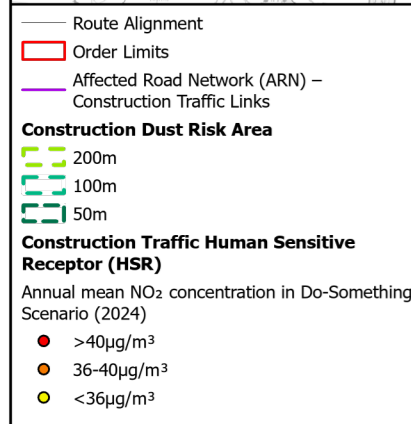 Route Alignment
Order Limits
Affected Road Network (ARN) –
Construction Traffic Links
Construction Dust Risk Area
200m
100m
50m
Construction Traffic Human Sensitive
Receptor (HSR)
Annual mean NO₂ concentration in Do-Something
Scenario (2024)
>40µg/m³
36-40µg/m³
<36µg/m³